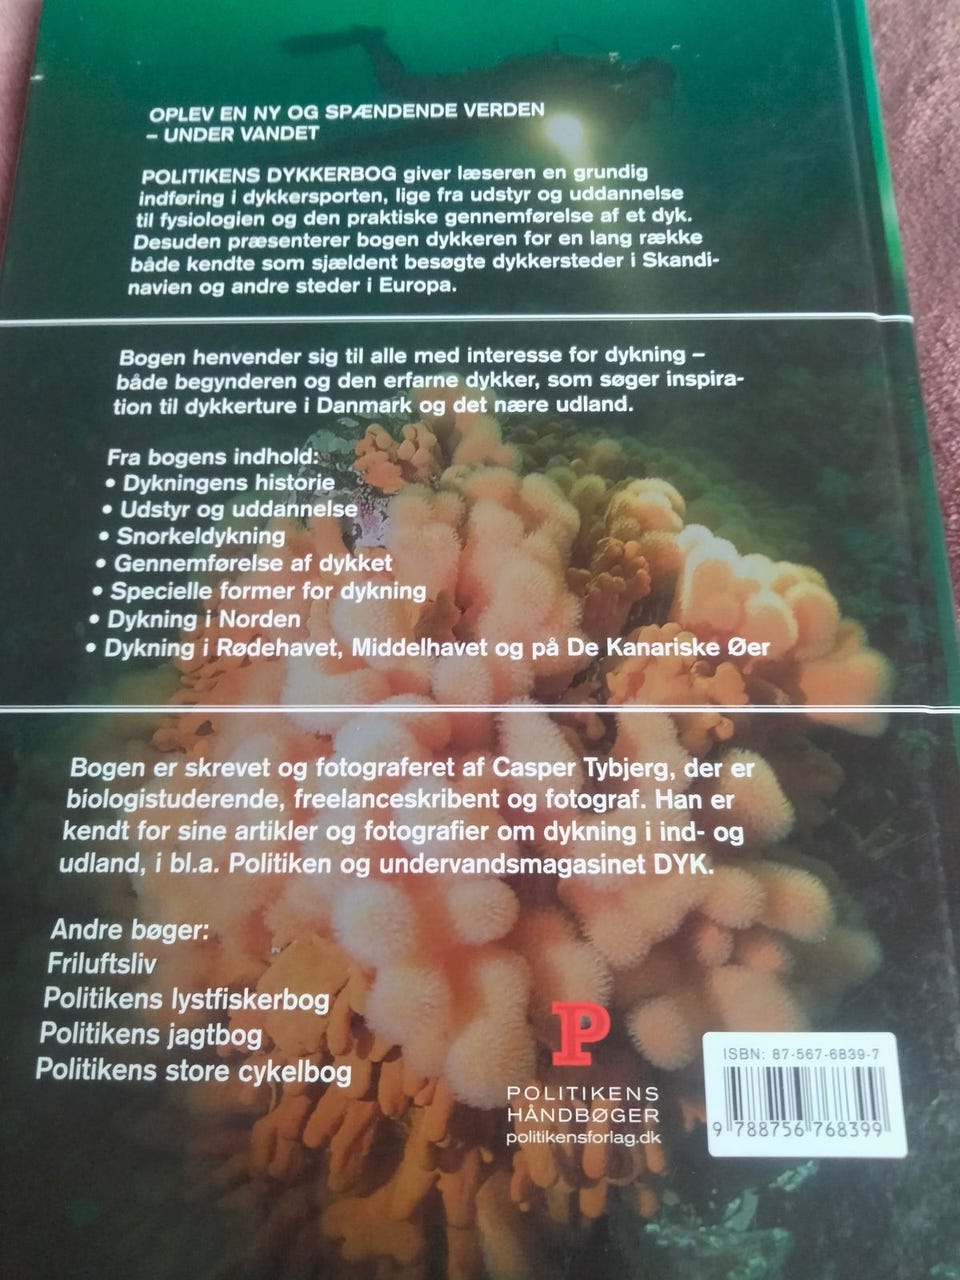 OPLEV EN NY OG SPÆNDENDE VERDEN
– UNDER VANDET
POLITIKENS DYKKERBOG giver læseren en grundig
indføring i dykkersporten, lige fra udstyr og uddannelse
til fysiologien og den praktiske gennemførelse af et dyk.
Desuden præsenterer bogen dykkeren for en lang række
både kendte som sjældent besøgte dykkersteder i Skandi-
navien og andre steder i Europa.
Bogen henvender sig til alle med interesse for dykning –
både begynderen og den erfarne dykker, som søger inspira-
tion til dykkerture i Danmark og det nære udland.
Fra bogens indhold:
• Dykningens historie
• Udstyr og uddannelse
• Snorkeldykning
• Gennemførelse af dykket
• Specielle former for dykning
• Dykning i Norden
• Dykning i Rødehavet, Middelhavet og på De Kanariske Øer
Bogen er skrevet og fotograferet af Casper Tybjerg, der er
biologistuderende, freelanceskribent og fotograf. Han er
kendt for sine artikler og fotografier om dykning i ind- og
udland, i bl.a. Politiken og undervandsmagasinet DYK.
Andre bøger:
Friluftsliv
Politikens lystfiskerbog
Politikens jagtbog
Politikens store cykelbog
P
POLITIKENS
HÅNDBØGER
politikensforlag.dk
ISBN: 87-567-6839-7
9 788756 768399